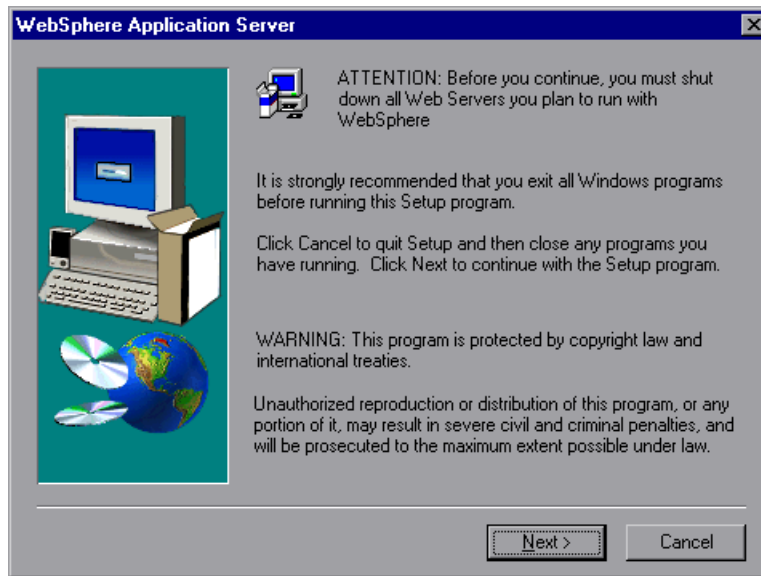 WebSphere Application Server
ATTENTION: Before you continue, you must shut
down all Web Servers you plan to run with
WebSphere
It is strongly recommended that you exit all Windows programs
before running this Setup program.
Click Cancel to quit Setup and then close any programs you
have running.  Click Next to continue with the Setup program.
WARNING: This program is protected by copyright law and
international treaties.
Unauthorized reproduction or distribution of this program, or any
portion of it, may result in severe civil and criminal penalties, and
will be prosecuted to the maximum extent possible under law.
Next >
Cancel